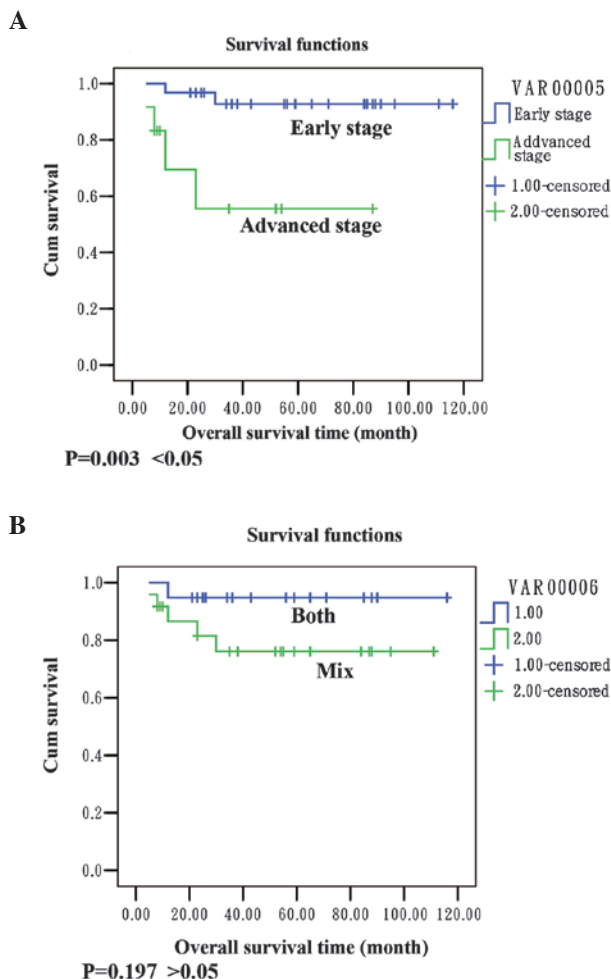 A
Survival functions
VAR00005
Early stage
Addvanced
stage
1.00-censored
2.00-censored
1.0
0.8
0.6
0.4
0.2
0.0
Cum survival
Early stage
Advanced stage
0.00 20.00 40.00 60.00 80.00 100.00 120.00
Overall survival time (month)
P=0.003 <0.05
B
Survival functions
VAR00006
1.00
2.00
1.00-censored
2.00-censored
1.0
0.8
0.6
0.4
0.2
0.0
Cum survival
Both
Mix
0.00 20.00 40.00 60.00 80.00 100.00 120.00
Overall survival time (month)
P=0.197 >0.05